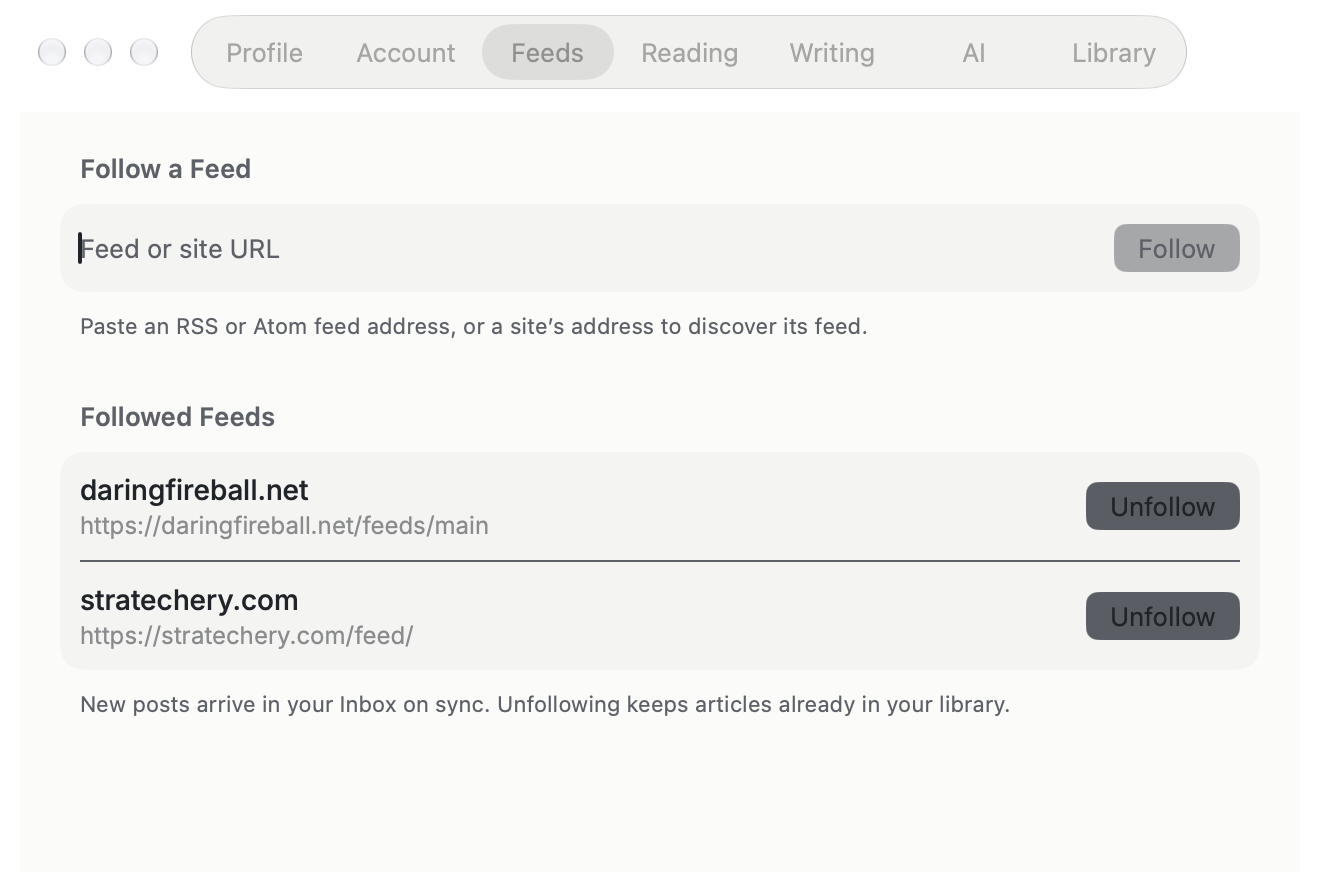 Profile Account Feeds Reading Writing AI Library
Follow a Feed
Feed or site URL Follow
Paste an RSS or Atom feed address, or a site’s address to discover its feed.
Followed Feeds
daringfireball.net
https://daringfireball.net/feeds/main
Unfollow
stratechery.com
https://stratechery.com/feed/
Unfollow
New posts arrive in your Inbox on sync. Unfollowing keeps articles already in your library.